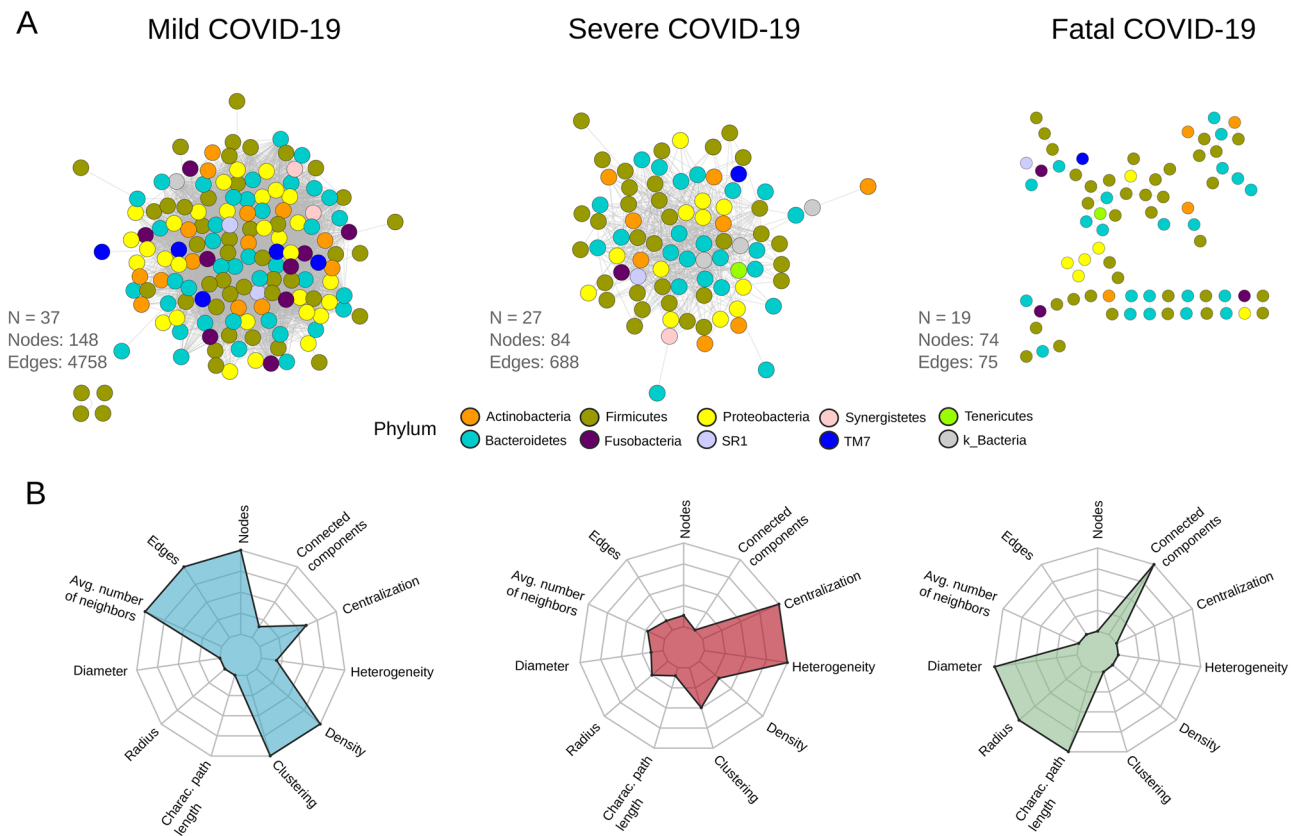 A
Mild COVID-19
Severe COVID-19
Fatal COVID-19
N = 37
Nodes: 148
Edges: 4758
N = 27
Nodes: 84
Edges: 688
N = 19
Nodes: 74
Edges: 75
Phylum
Actinobacteria
Firmicutes
Proteobacteria
Synergistetes
Tenericutes
Bacteroidetes
Fusobacteria
SR1
TM7
k_Bacteria
B
Nodes
Connected
components
Centralization
Heterogeneity
Density
Clustering
Charac. path
length
Radius
Diameter
Avg. number
of neighbors
Edges
Nodes
Connected
components
Centralization
Heterogeneity
Density
Clustering
Charac. path
length
Radius
Diameter
Avg. number
of neighbors
Edges
Nodes
Connected
components
Centralization
Heterogeneity
Density
Clustering
Charac. path
length
Radius
Diameter
Avg. number
of neighbors
Edges